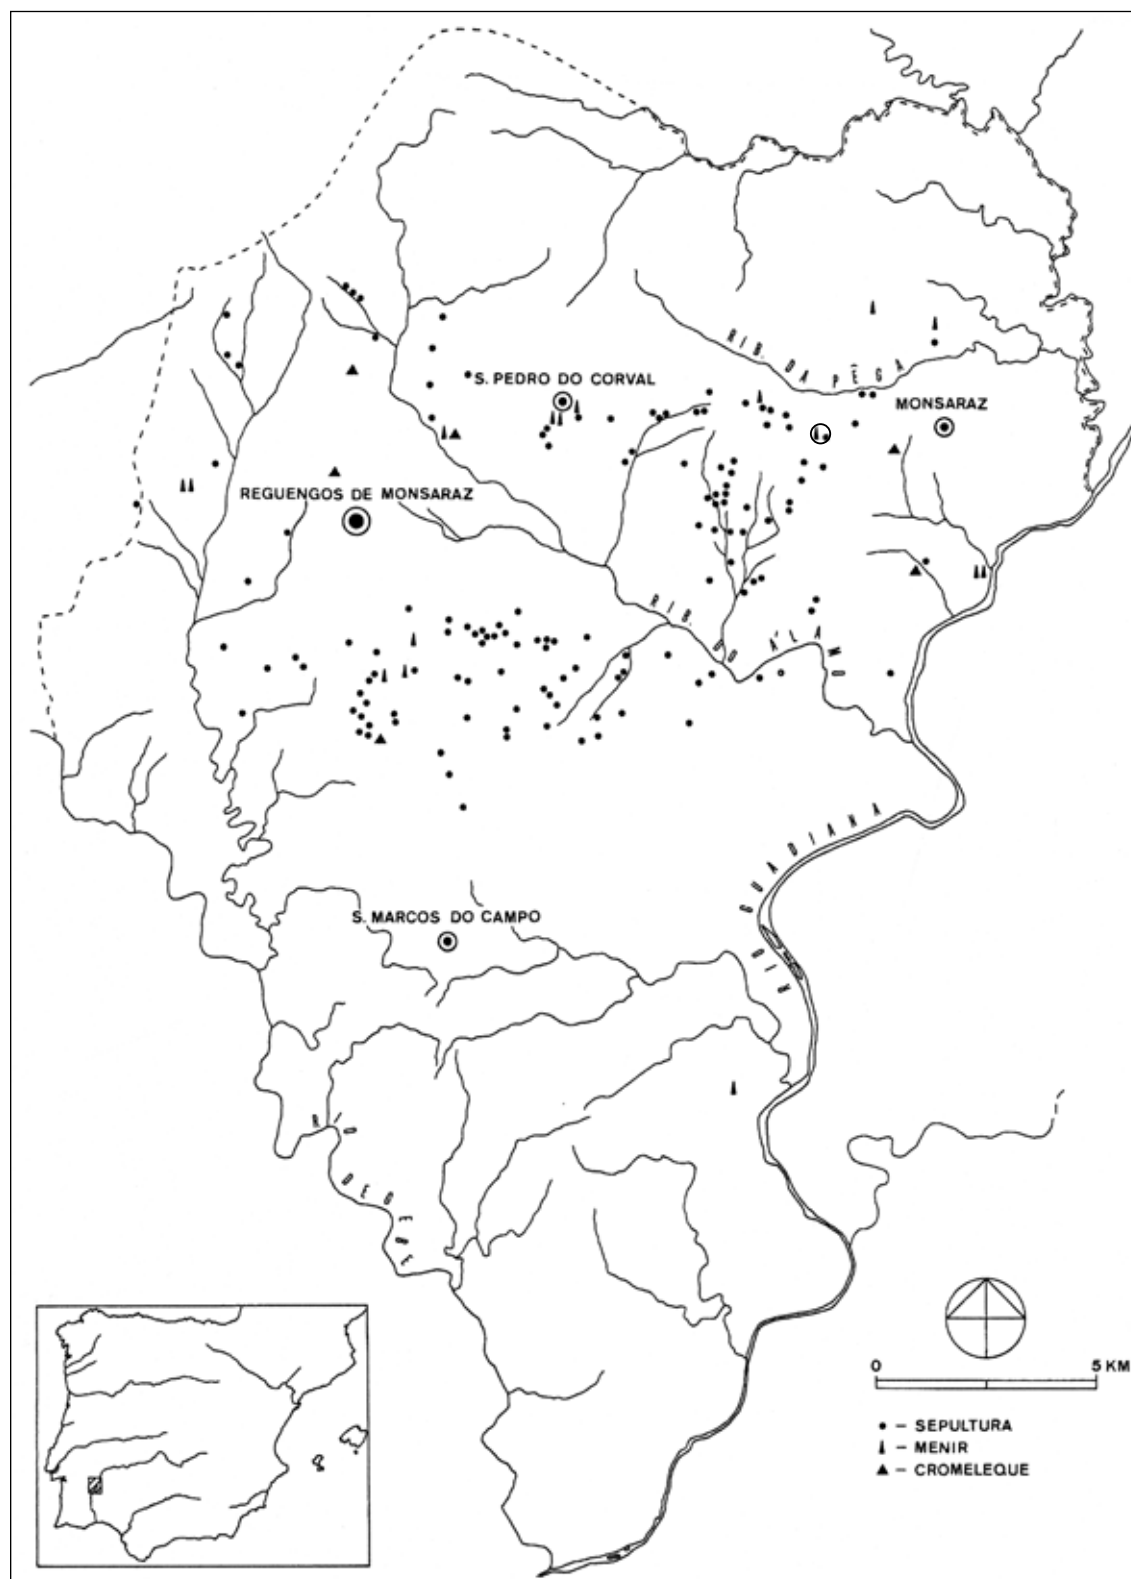 RIB. DA PÊGA
S. PEDRO DO CORVAL
MONSARAZ
REGUENGOS DE MONSARAZ
RIB. DO ÁLAMO
RIO GUADIANA
S. MARCOS DO CAMPO
RIO DEGEBE
0 5 KM
• – SEPULTURA
– MENIR
▲ – CROMELEQUE